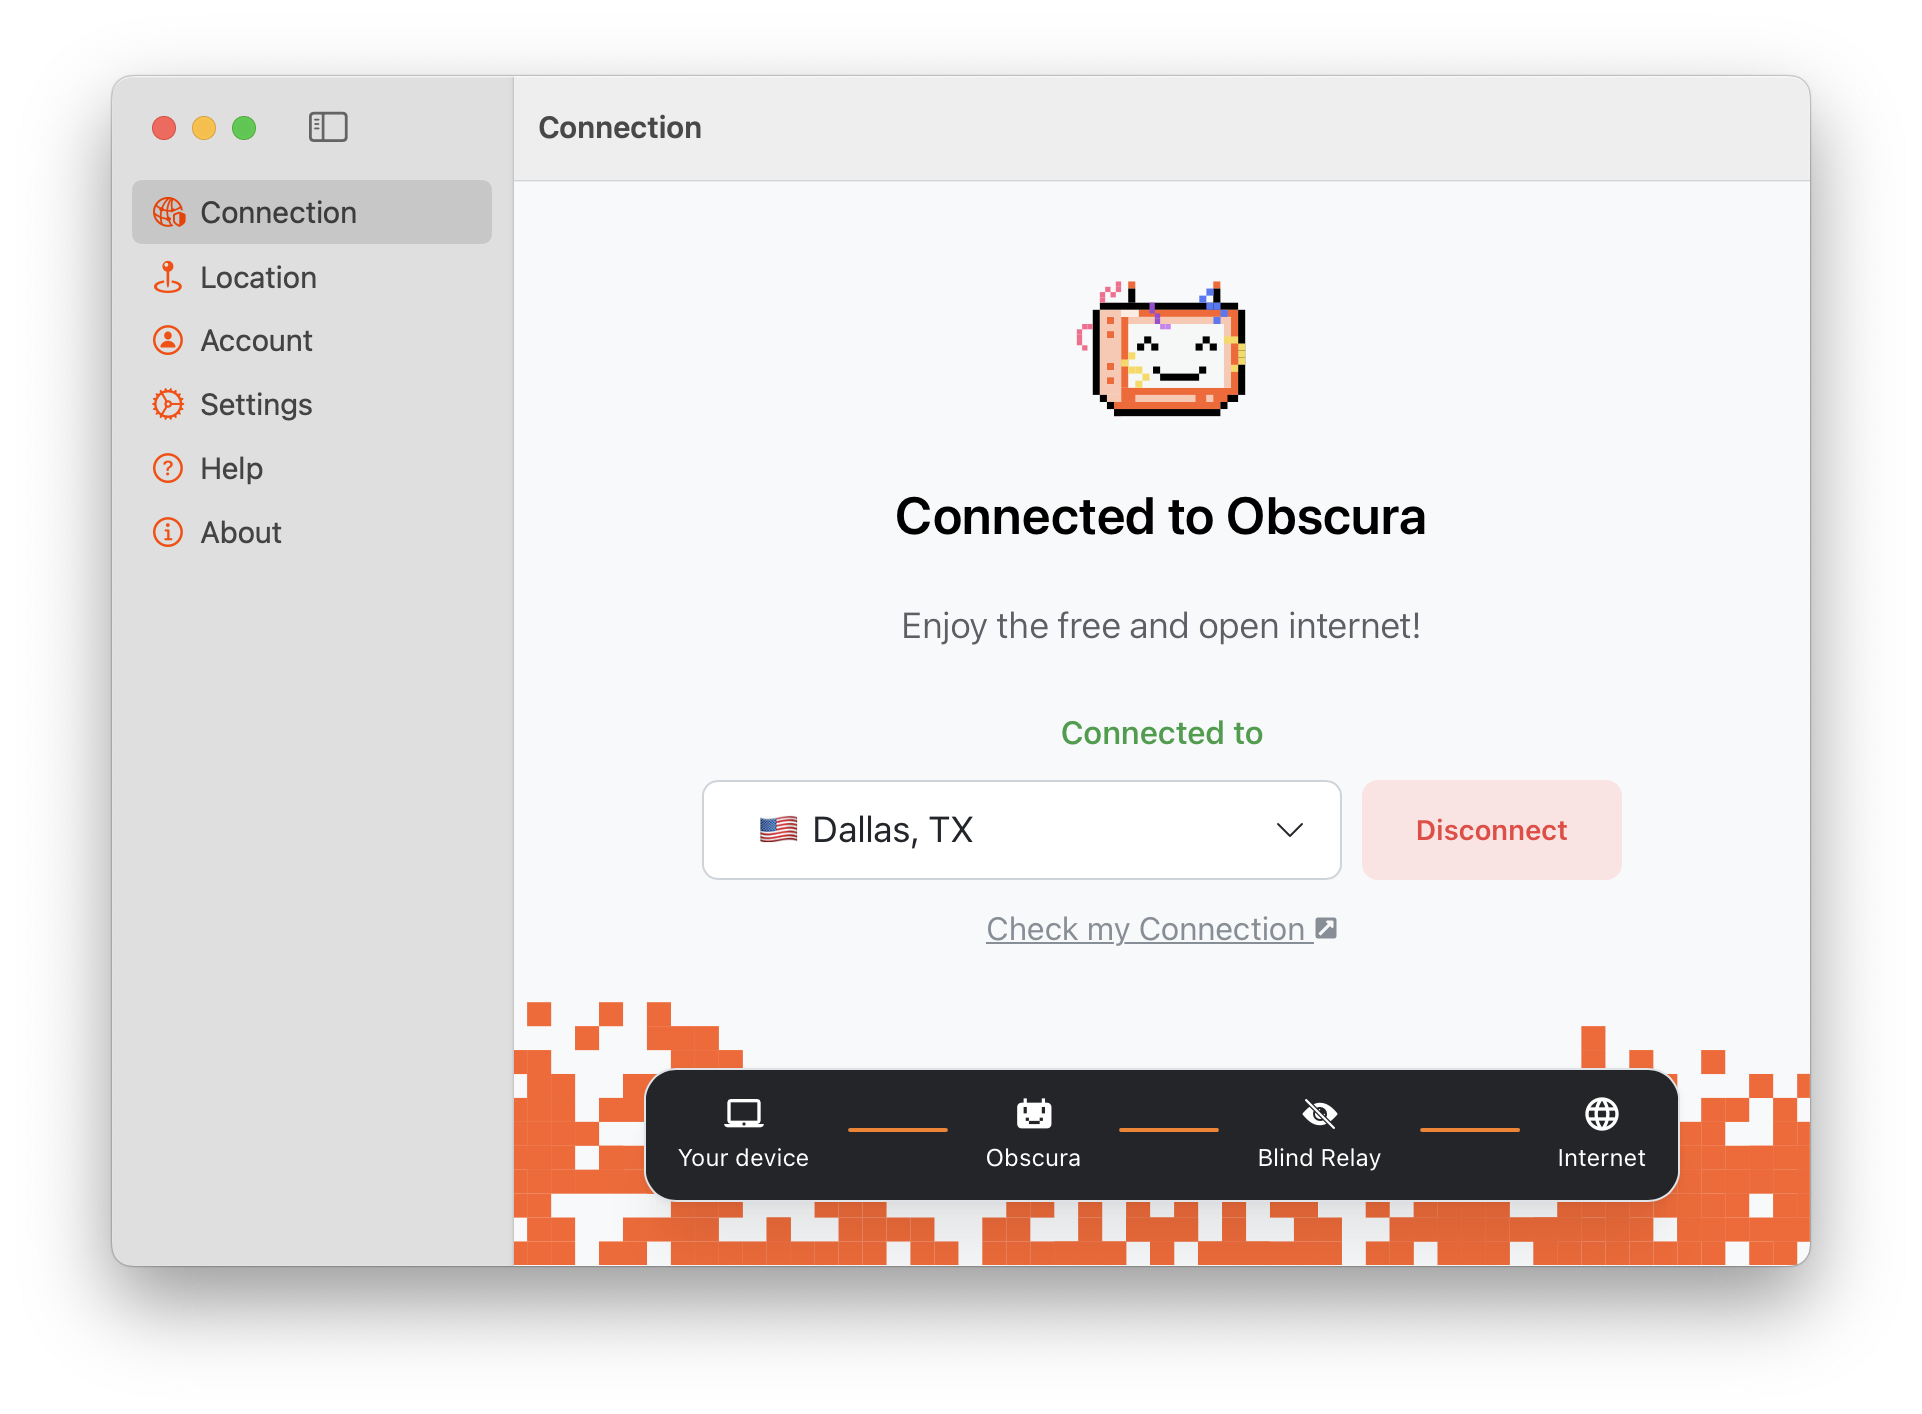 Connection
Location
Account
Settings
Help
About
Connection
Connected to Obscura
Enjoy the free and open internet!
Connected to
Dallas, TX
Disconnect
Check my Connection
Your device
Obscura
Blind Relay
Internet